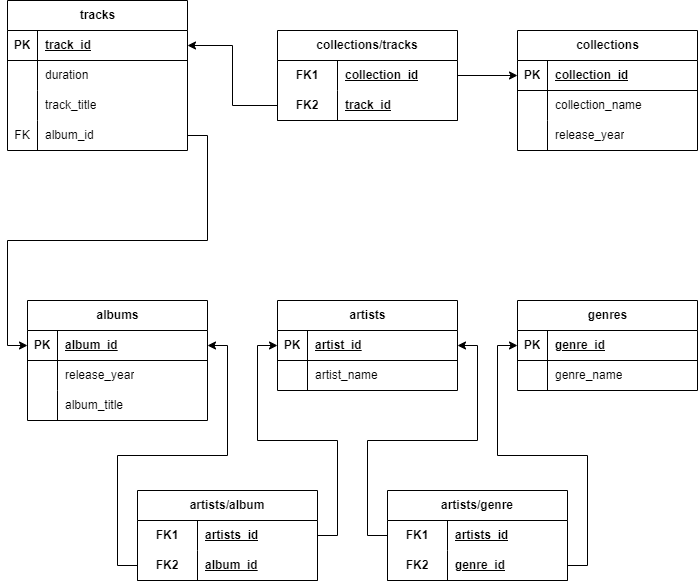 tracks
PK track_id
duration
track_title
FK album_id
collections/tracks
FK1 collection_id
FK2 track_id
collections
PK collection_id
collection_name
release_year
albums
PK album_id
release_year
album_title
artists
PK artist_id
artist_name
genres
PK genre_id
genre_name
artists/album
FK1 artists_id
FK2 album_id
artists/genre
FK1 artists_id
FK2 genre_id